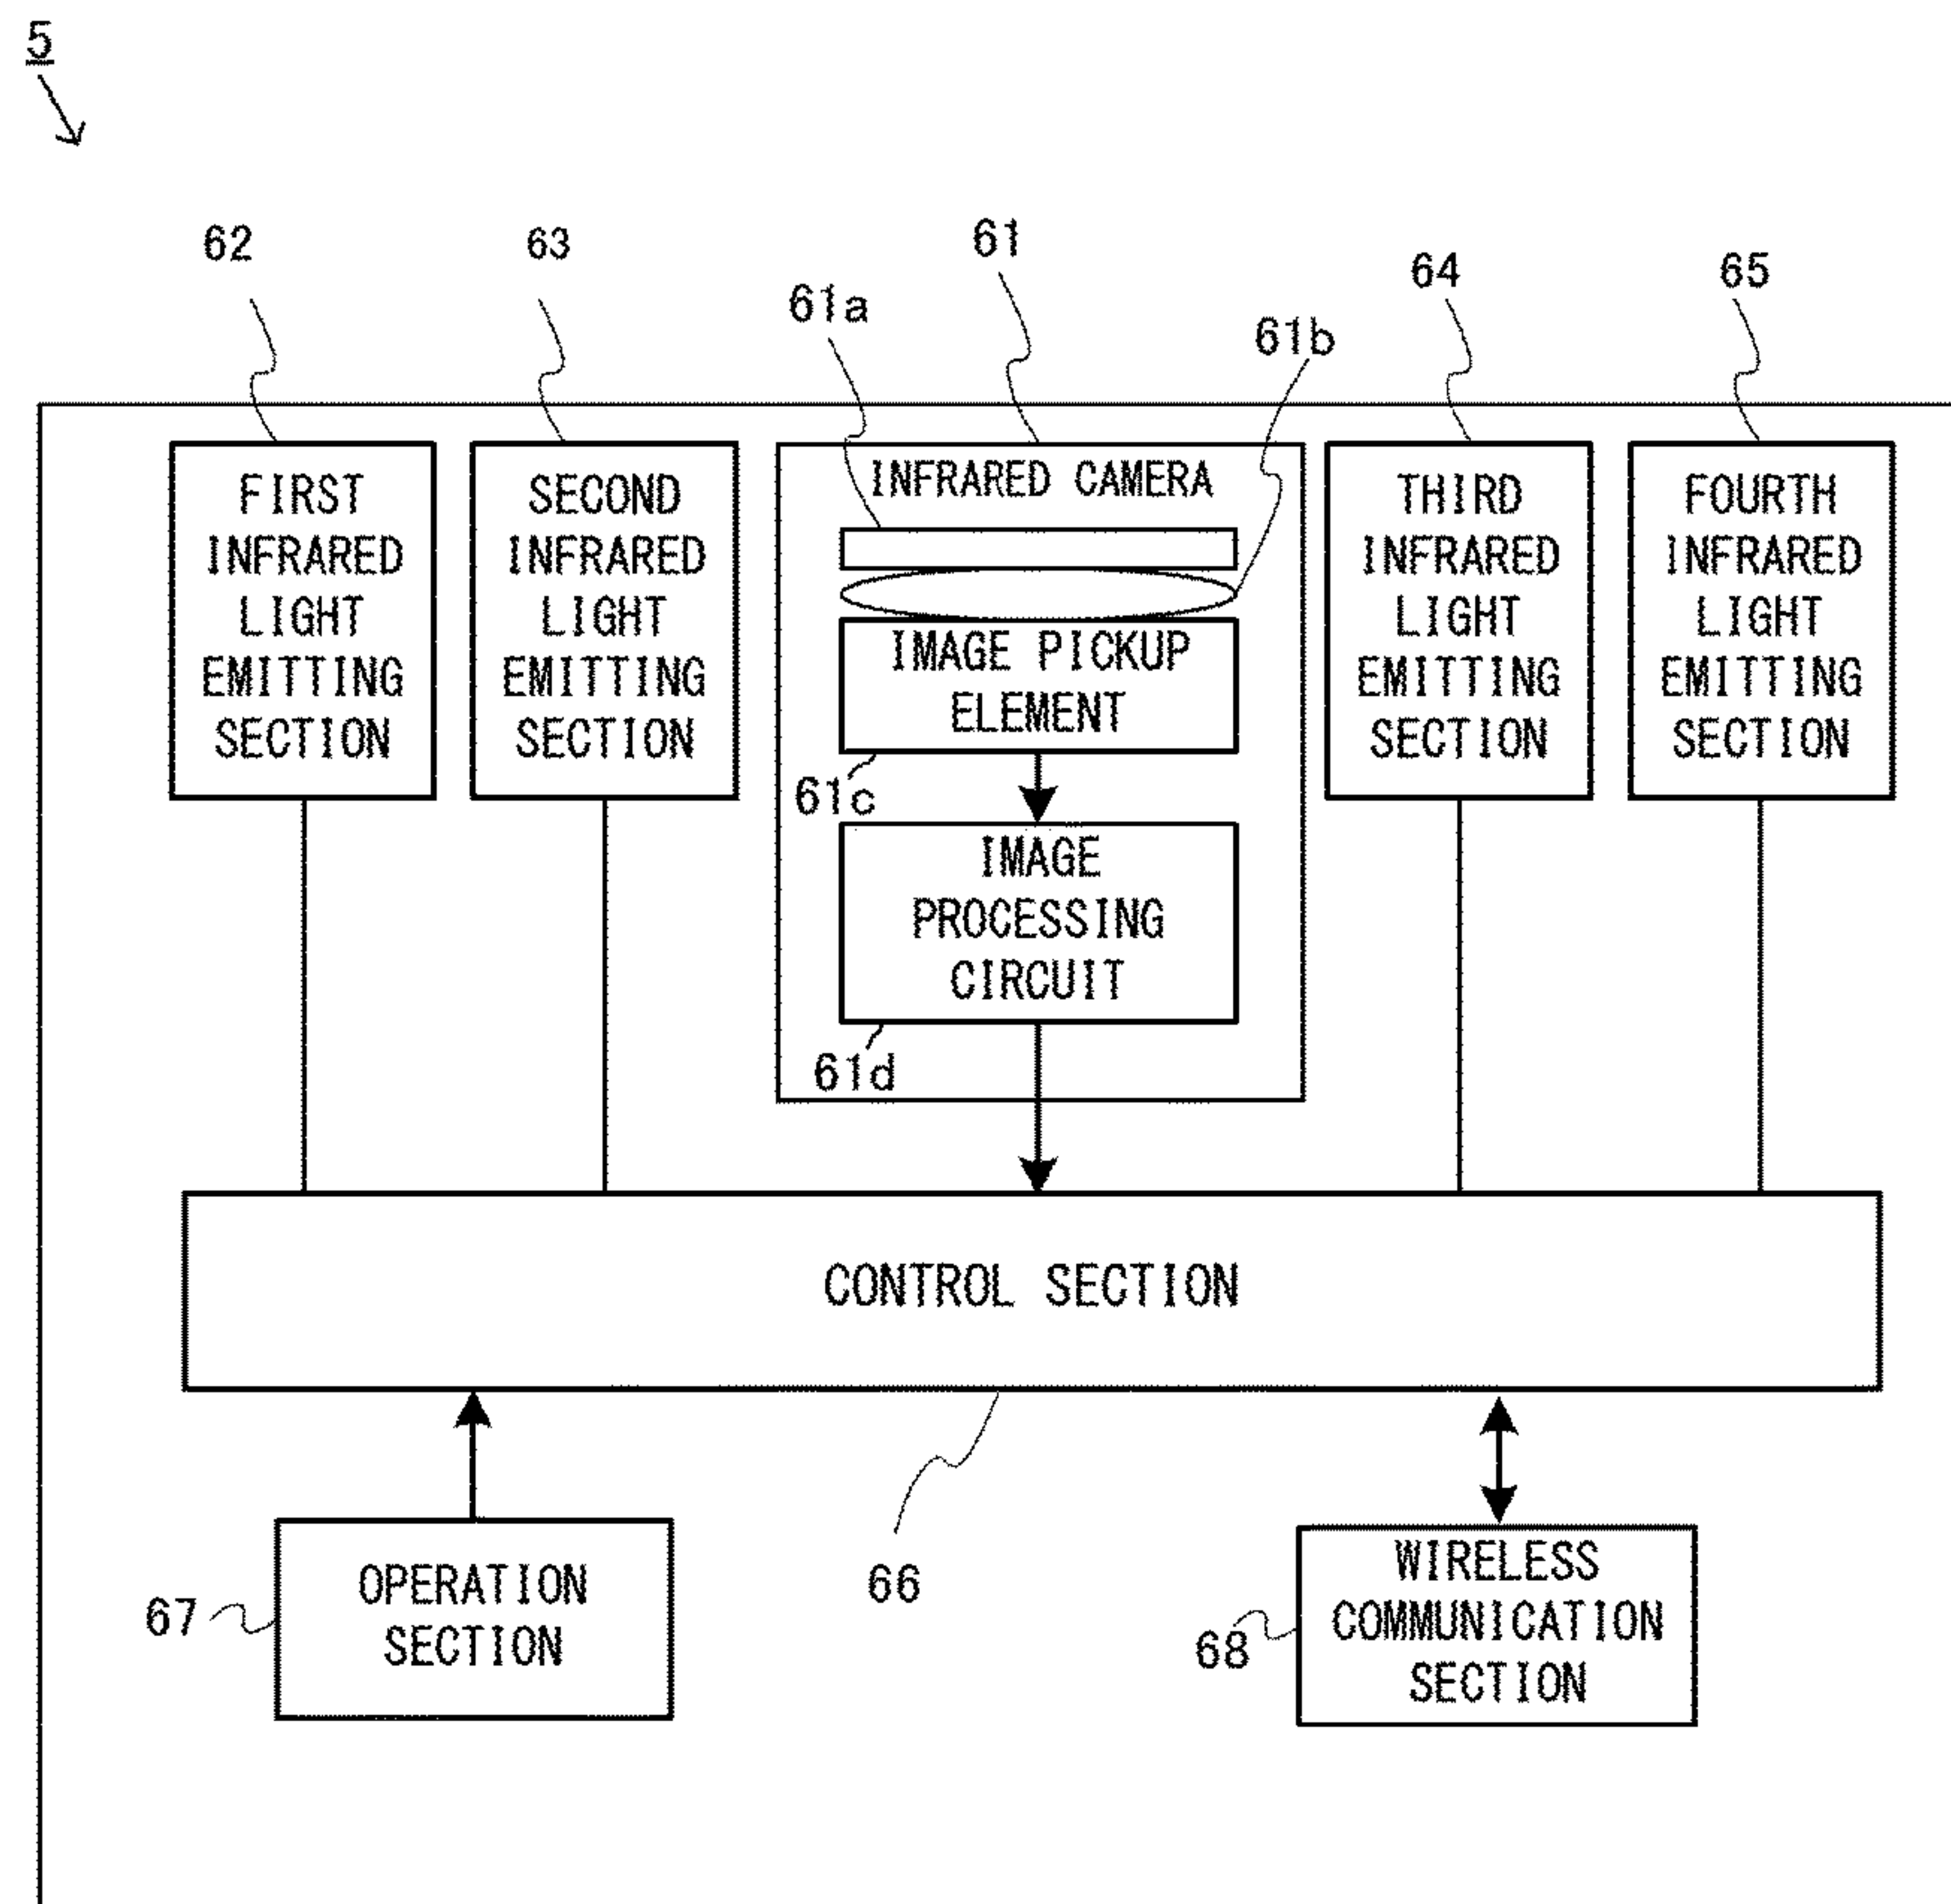 5
62
63
61
61a
61b
64
65
FIRST
INFRARED
LIGHT
EMITTING
SECTION
SECOND
INFRARED
LIGHT
EMITTING
SECTION
INFRARED CAMERA
IMAGE PICKUP
ELEMENT
61c
IMAGE
PROCESSING
CIRCUIT
61d
THIRD
INFRARED
LIGHT
EMITTING
SECTION
FOURTH
INFRARED
LIGHT
EMITTING
SECTION
CONTROL SECTION
66
67
OPERATION
SECTION
68
WIRELESS
COMMUNICATION
SECTION